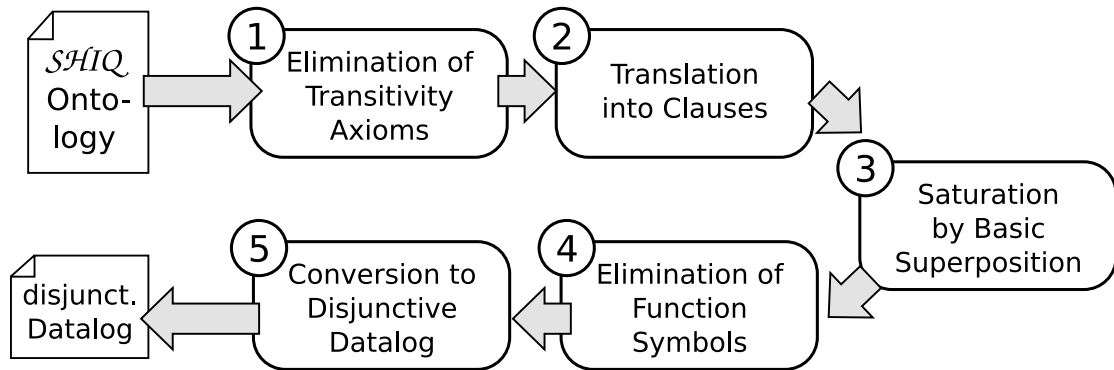 SHIQ
Onto-
logy
1
Elimination of
Transitivity
Axioms
2
Translation
into Clauses
3
Saturation
by Basic
Superposition
4
Elimination of
Function
Symbols
5
Conversion to
Disjunctive
Datalog
disjunct.
Datalog